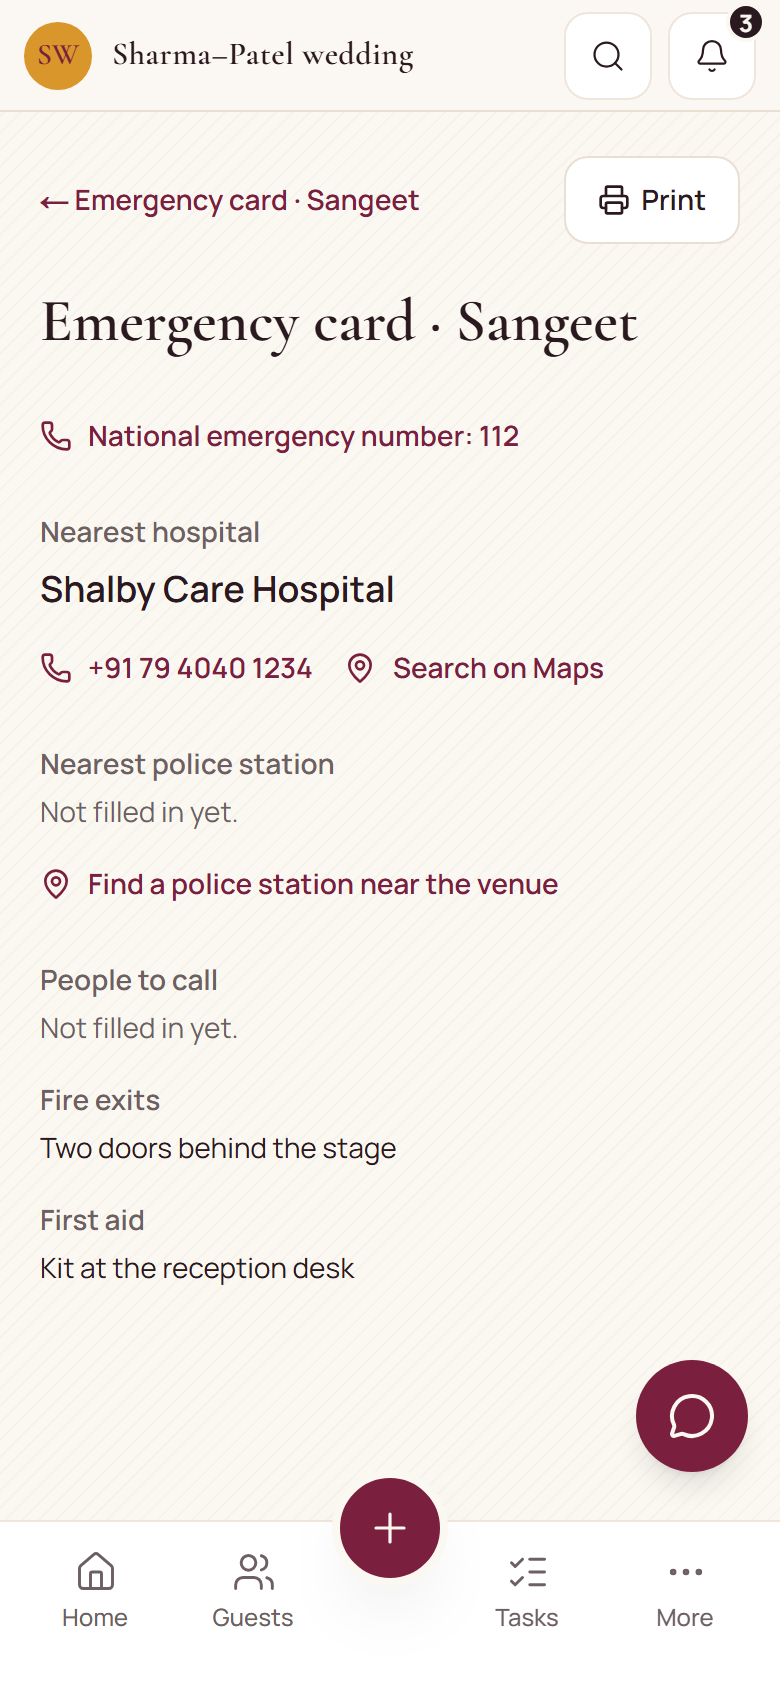 SW
Sharma–Patel wedding
3
← Emergency card · Sangeet
Print
Emergency card · Sangeet
National emergency number: 112
Nearest hospital
Shalby Care Hospital
+91 79 4040 1234
Search on Maps
Nearest police station
Not filled in yet.
Find a police station near the venue
People to call
Not filled in yet.
Fire exits
Two doors behind the stage
First aid
Kit at the reception desk
Home
Guests
Tasks
More